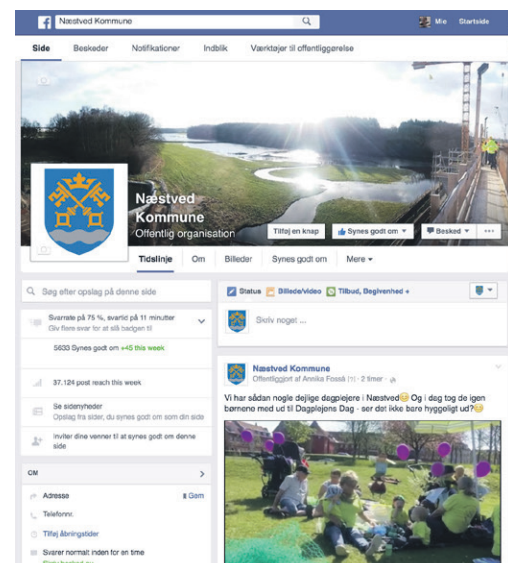 Næstved Kommune
Mie Startside
Side Beskeder Notifikationer Indblik Værktøjer til offentliggørelse
Næstved
Kommune
Offentlig organisation
Tilføj en knap Synes godt om Besked
Tidslinje Om Billeder Synes godt om Mere
Søg efter opslag på denne side
Svarrate på 75 %, svartid på 11 minutter
Giv flere svar for at slå badgen til
5633 Synes godt om +45 this week
37.124 post reach this week
Se sidenyheder
Opslag fra sider, du synes godt om som din side
Inviter dine venner til at synes godt om denne
side
OM
Adresse Gem
Telefonnr.
Tilføj åbningstider
Svarer normalt inden for en time
Status Billede/video Tilbud, Begivenhed +
Skriv noget ...
Næstved Kommune
Offentliggjort af Annika Fosså [?] · 2 timer ·
Vi har sådan nogle dejlige dagplejere i Næstved😊 Og i dag tog de igen
børnene med ud til Dagplejens Dag - ser det ikke bare hyggeligt ud?😊